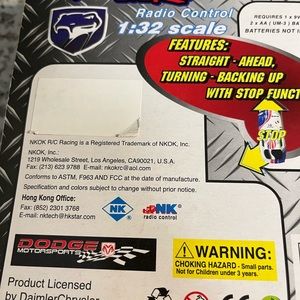 Radio Control
1:32 scale
REQUIRES 1 x 9V
2 x AA ( UM-3 ) BAT
BATTERIES NOT I
FEATURES:
STRAIGHT - AHEAD,
TURNING - BACKING UP
WITH STOP FUNCT
STOP
NKOK R/C Racing is a Registered Trademark of NKOK, INC.
NKOK, Inc.:
1219 Wholesale Street, Los Angeles, CA90021, U.S.A.
Fax: (213) 623.9788 E-mail: nkokrc@aol.com
Conforms to ASTM, F963 AND FCC at the date of manufacture.
Specification and colors subject to change without prior notice.
Hong Kong Office:
Fax: (852) 2301 3768
E-mail: nktech@hkstar.com
NK
NK
radio control
DODGE
MOTORSPORTS
WARNING:
CHOKING HAZARD - Small parts.
Not for Children under 3 years.
Product Licensed
by DaimlerChrysler